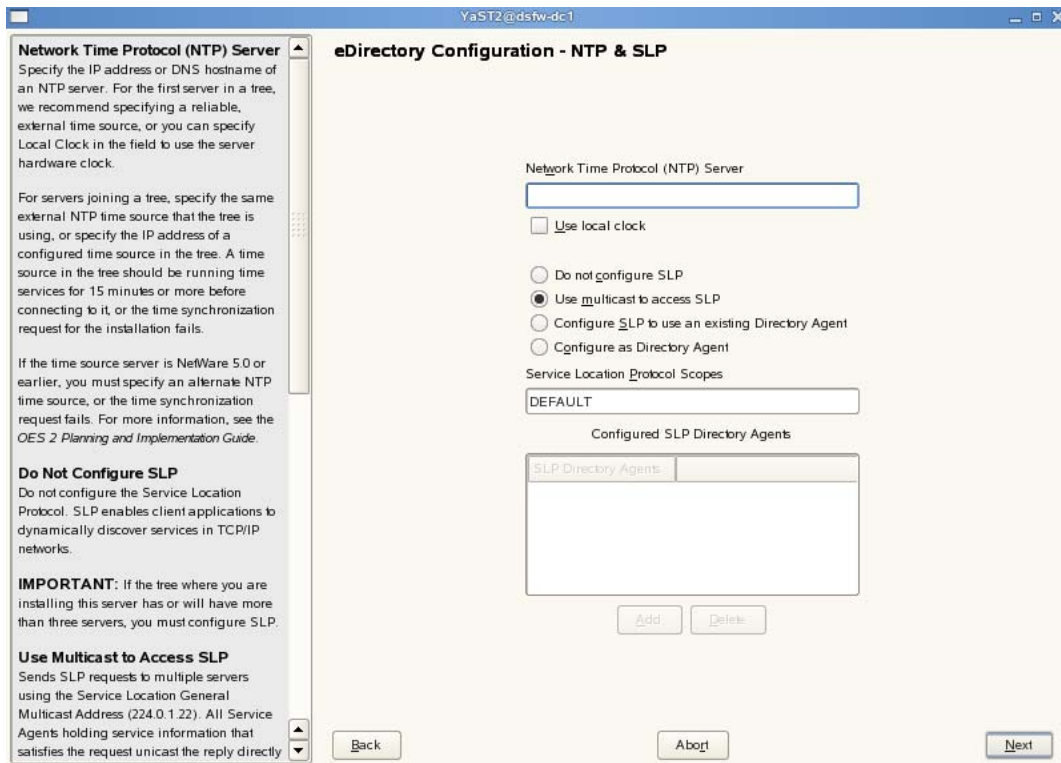 YaST2@dsfw-dc1
Network Time Protocol (NTP) Server
Specify the IP address or DNS hostname of
an NTP server. For the first server in a tree,
we recommend specifying a reliable,
external time source, or you can specify
Local Clock in the field to use the server
hardware clock.
For servers joining a tree, specify the same
external NTP time source that the tree is
using, or specify the IP address of a
configured time source in the tree. A time
source in the tree should be running time
services for 15 minutes or more before
connecting to it, or the time synchronization
request for the installation fails.
If the time source server is NetWare 5.0 or
earlier, you must specify an alternate NTP
time source, or the time synchronization
request fails. For more information, see the
OES 2 Planning and Implementation Guide.
Do Not Configure SLP
Do not configure the Service Location
Protocol. SLP enables client applications to
dynamically discover services in TCP/IP
networks.
IMPORTANT: If the tree where you are
installing this server has or will have more
than three servers, you must configure SLP.
Use Multicast to Access SLP
Sends SLP requests to multiple servers
using the Service Location General
Multicast Address (224.0.1.22). All Service
Agents holding service information that
satisfies the request unicast the reply directly
eDirectory Configuration - NTP & SLP
Network Time Protocol (NTP) Server
Use local clock
Do not configure SLP
Use multicast to access SLP
Configure SLP to use an existing Directory Agent
Configure as Directory Agent
Service Location Protocol Scopes
DEFAULT
Configured SLP Directory Agents
SLP Directory Agents
Add Delete
Back Abort Next